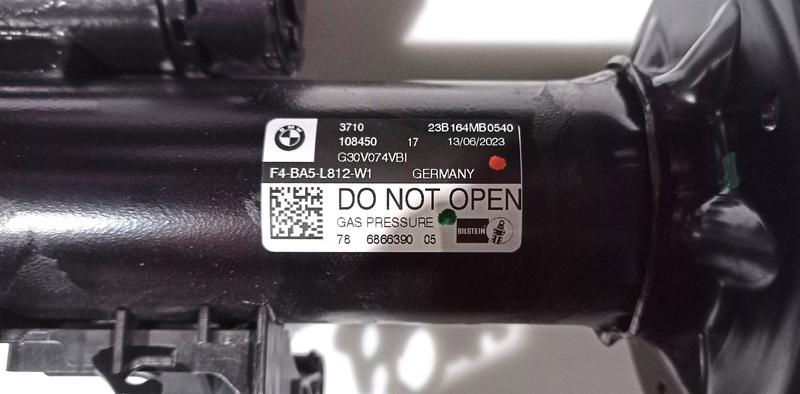 BMW
3710 23B164MB0540
108450 17 13/06/2023
G30V074VBI
F4-BA5-L812-W1 GERMANY
DO NOT OPEN
GAS PRESSURE
78 6866390 05 BILSTEIN